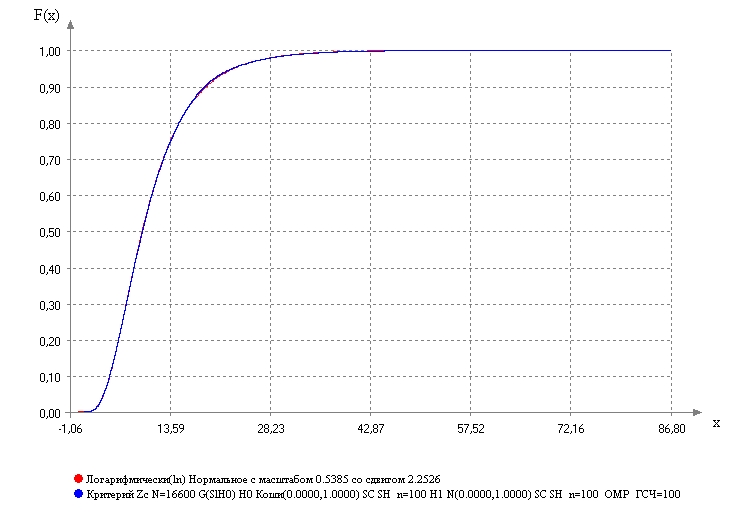 F(x)
1,00
0,90
0,80
0,70
0,60
0,50
0,40
0,30
0,20
0,10
0,00
-1,06 13,59 28,23 42,87 57,52 72,16 86,80
x
Логарифмически(ln) Нормальное с масштабом 0.5385 со сдвигом 2.2526
Критерий Zc N=16600 G(S|H0) H0 Коши(0.0000,1.0000) SC SH n=100 H1 N(0.0000,1.0000) SC SH n=100 ОМР ГСЧ=100